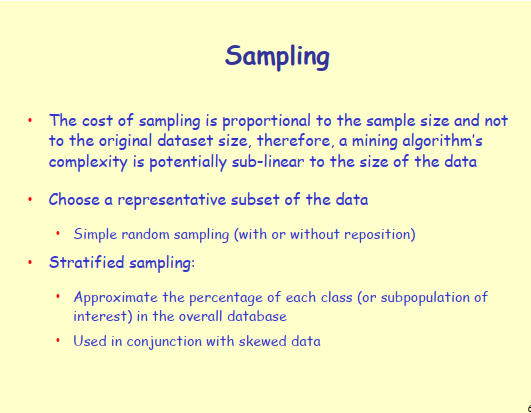 Sampling
• The cost of sampling is proportional to the sample size and not
to the original dataset size, therefore, a mining algorithm's
complexity is potentially sub-linear to the size of the data
• Choose a representative subset of the data
• Simple random sampling (with or without reposition)
• Stratified sampling:
• Approximate the percentage of each class (or subpopulation of
interest) in the overall database
• Used in conjunction with skewed data